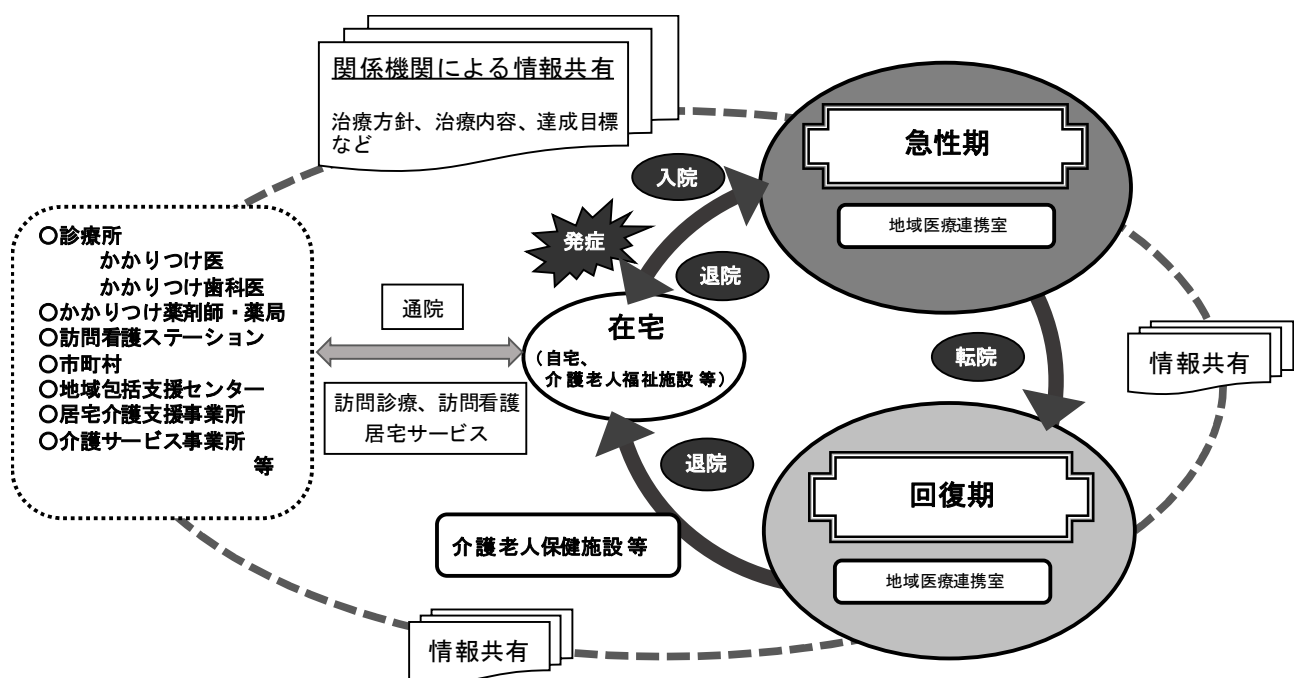 関係機関による情報共有
治療方針、治療内容、達成目標
など
急性期
地域医療連携室
入院
発症
退院
○診療所
かかりつけ医
かかりつけ歯科医
○かかりつけ薬剤師・薬局
○訪問看護ステーション
○市町村
○地域包括支援センター
○居宅介護支援事業所
○介護サービス事業所
等
通院
訪問診療、訪問看護
居宅サービス
在宅
（自宅、
介護老人福祉施設等）
転院
情報共有
退院
回復期
地域医療連携室
介護老人保健施設等
情報共有